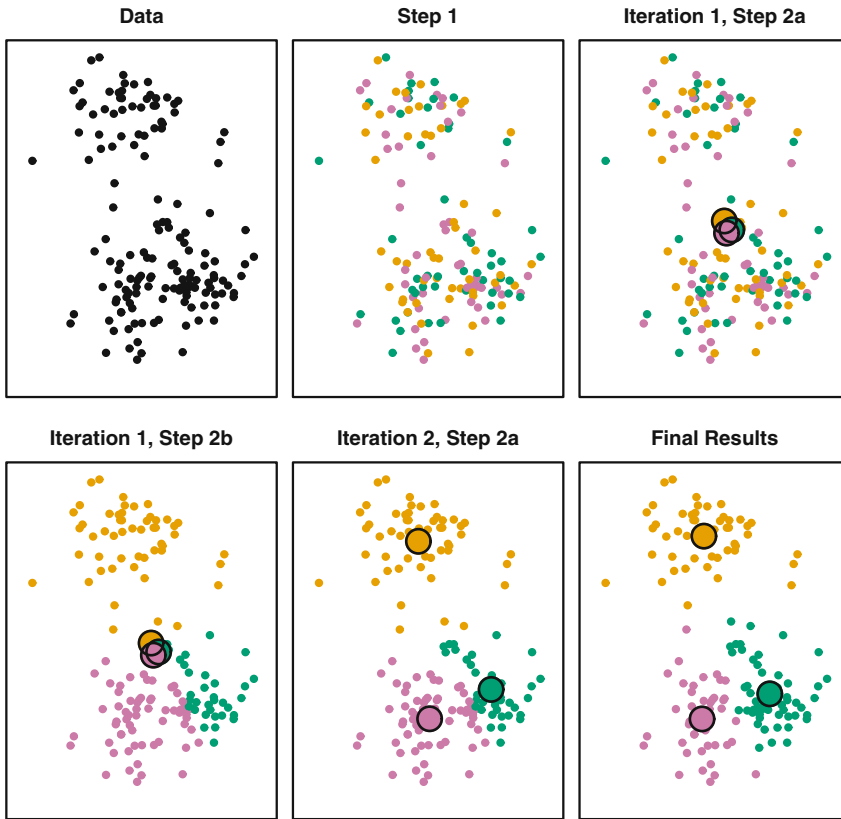 Data
Step 1
Iteration 1, Step 2a
Iteration 1, Step 2b
Iteration 2, Step 2a
Final Results